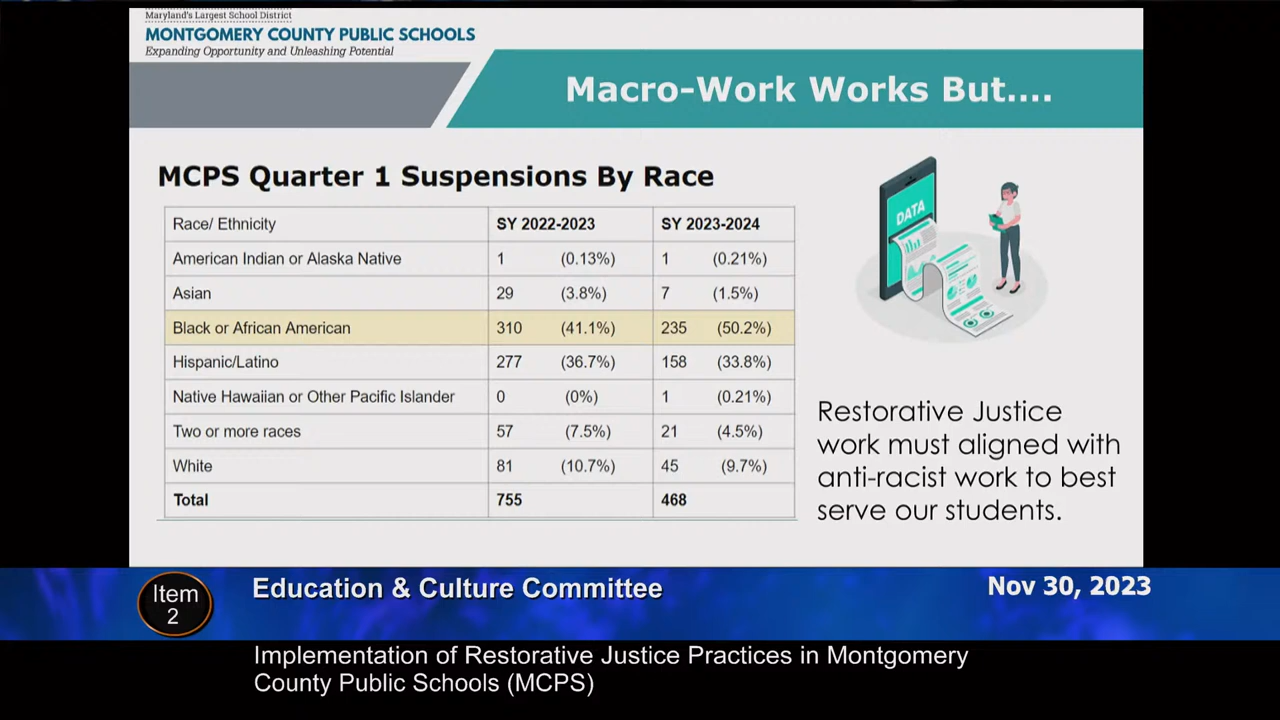 Maryland's Largest School District
MONTGOMERY COUNTY PUBLIC SCHOOLS
Expanding Opportunity and Unleashing Potential
Macro-Work Works But....
MCPS Quarter 1 Suspensions By Race
Race/ Ethnicity SY 2022-2023 SY 2023-2024
American Indian or Alaska Native 1 (0.13%) 1 (0.21%)
Asian 29 (3.8%) 7 (1.5%)
Black or African American 310 (41.1%) 235 (50.2%)
Hispanic/Latino 277 (36.7%) 158 (33.8%)
Native Hawaiian or Other Pacific Islander 0 (0%) 1 (0.21%)
Two or more races 57 (7.5%) 21 (4.5%)
White 81 (10.7%) 45 (9.7%)
Total 755 468
DATA
Restorative Justice
work must aligned with
anti-racist work to best
serve our students.
Item
2
Education & Culture Committee
Nov 30, 2023
Implementation of Restorative Justice Practices in Montgomery
County Public Schools (MCPS)